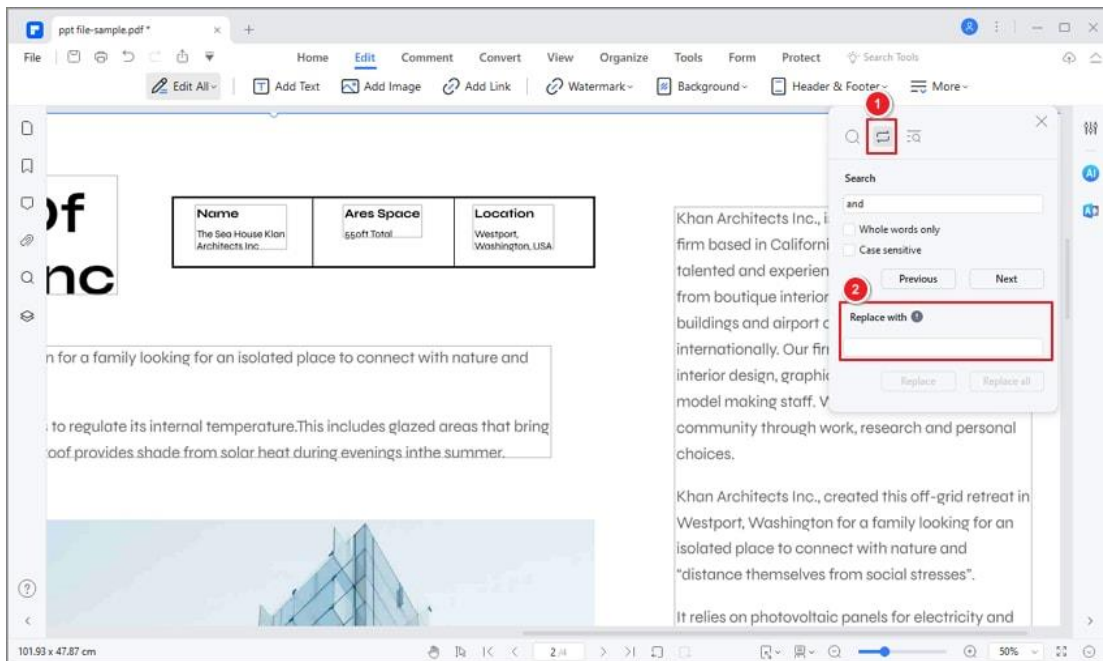 ppt file-sample.pdf *
File
Home Edit Comment Convert View Organize Tools Form Protect Search Tools
Edit All Add Text Add Image Add Link Watermark Background Header & Footer More
1
Search
and
Whole words only
Case sensitive
Previous Next
2
Replace with
Replace Replace all
AI
Of
nc
Name
The Sea House Klan
Architects Inc
Ares Space
550ft Total
Location
Westport,
Washington, USA
n for a family looking for an isolated place to connect with nature and
to regulate its internal temperature.This includes glazed areas that bring
oof provides shade from solar heat during evenings inthe summer.
Khan Architects Inc., i
firm based in Californi
talented and experien
from boutique interior
buildings and airport
internationally. Our fir
interior design, graphi
model making staff.
community through work, research and personal
choices.
Khan Architects Inc., created this off-grid retreat in
Westport, Washington for a family looking for an
isolated place to connect with nature and
“distance themselves from social stresses”.
It relies on photovoltaic panels for electricity and
101.93 x 47.87 cm
2/4
50%